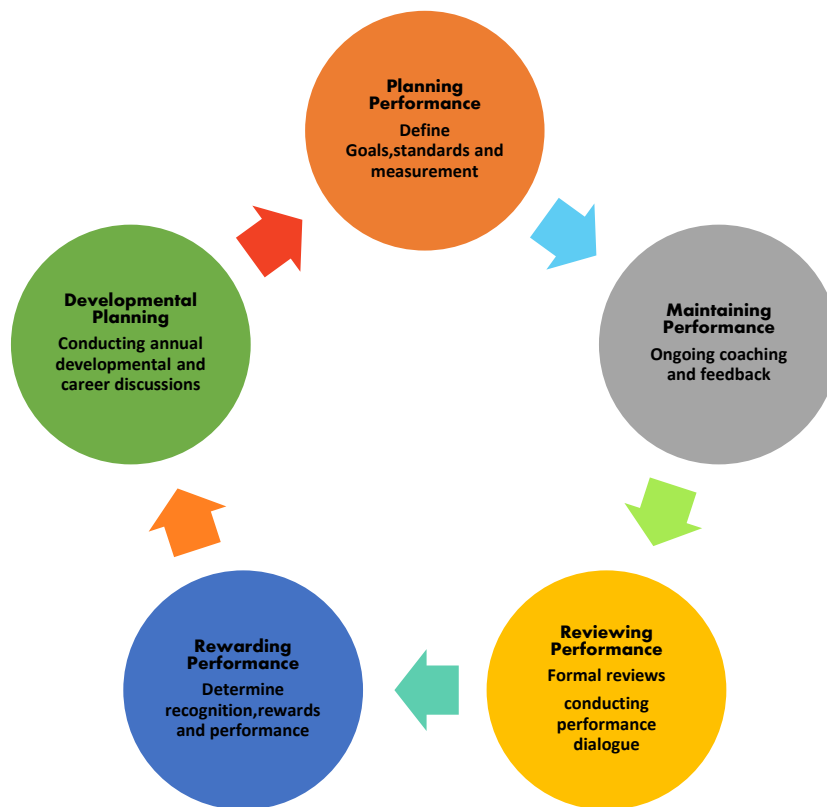 Planning
Performance
Define
Goals,standards and
measurement
Maintaining
Performance
Ongoing coaching
and feedback
Reviewing
Performance
Formal reviews
conducting
performance
dialogue
Rewarding
Performance
Determine
recognition,rewards
and performance
Developmental
Planning
Conducting annual
developmental and
career discussions